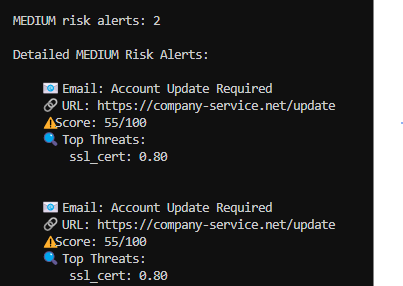 MEDIUM risk alerts: 2
Detailed MEDIUM Risk Alerts:
📧 Email: Account Update Required
🔗 URL: https://company-service.net/update
⚠️Score: 55/100
🔍 Top Threats:
ssl_cert: 0.80
📧 Email: Account Update Required
🔗 URL: https://company-service.net/update
⚠️Score: 55/100
🔍 Top Threats:
ssl_cert: 0.80